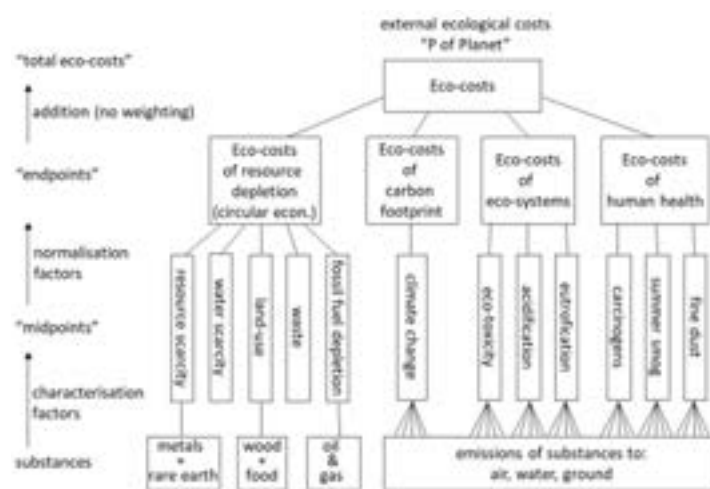 external ecological costs
"P of Planet"
"total eco-costs"
Eco-costs
addition (no weighting)
"endpoints"
Eco-costs
of resource
depletion
(circular econ.)
Eco-costs
of
carbon
footprint
Eco-costs
of
eco-systems
Eco-costs
of
human health
normalisation
factors
"midpoints"
resource scarcity
water scarcity
land-use
waste
fossil fuel depletion
climate change
eco-toxicity
acidification
eutrofication
carcinogens
summer smog
fine dust
characterisation
factors
substances
metals
+
rare earth
wood
+
food
oil
&
gas
emissions of substances to:
air, water, ground